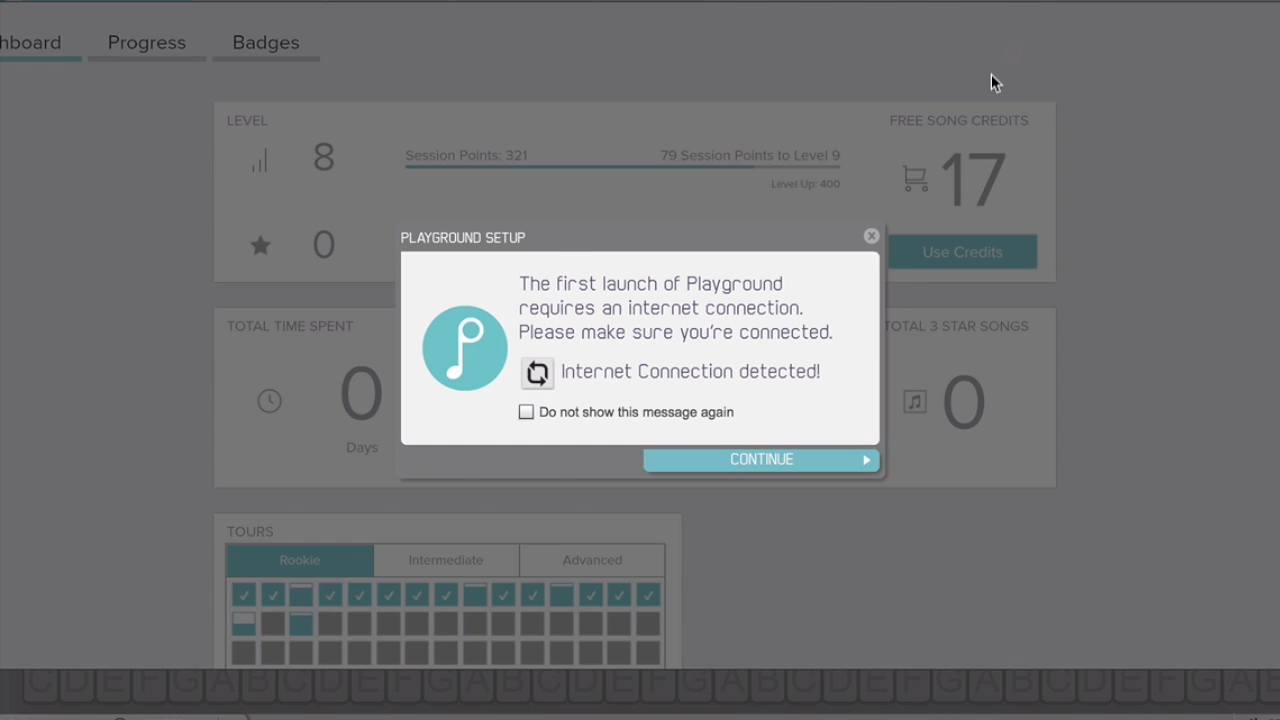 hboard Progress Badges
LEVEL
FREE SONG CREDITS
8
Session Points: 321
79 Session Points to Level 9
Level Up: 400
17
0
Use Credits
PLAYGROUND SETUP
The first launch of Playground
requires an internet connection.
Please make sure you're connected.
Internet Connection detected!
Do not show this message again
CONTINUE
TOTAL TIME SPENT
0
Days
TOTAL 3 STAR SONGS
0
TOURS
Rookie Intermediate Advanced
C D E F G A B C D E F G A B C D E F G A B C D E F G A B C D E F G A